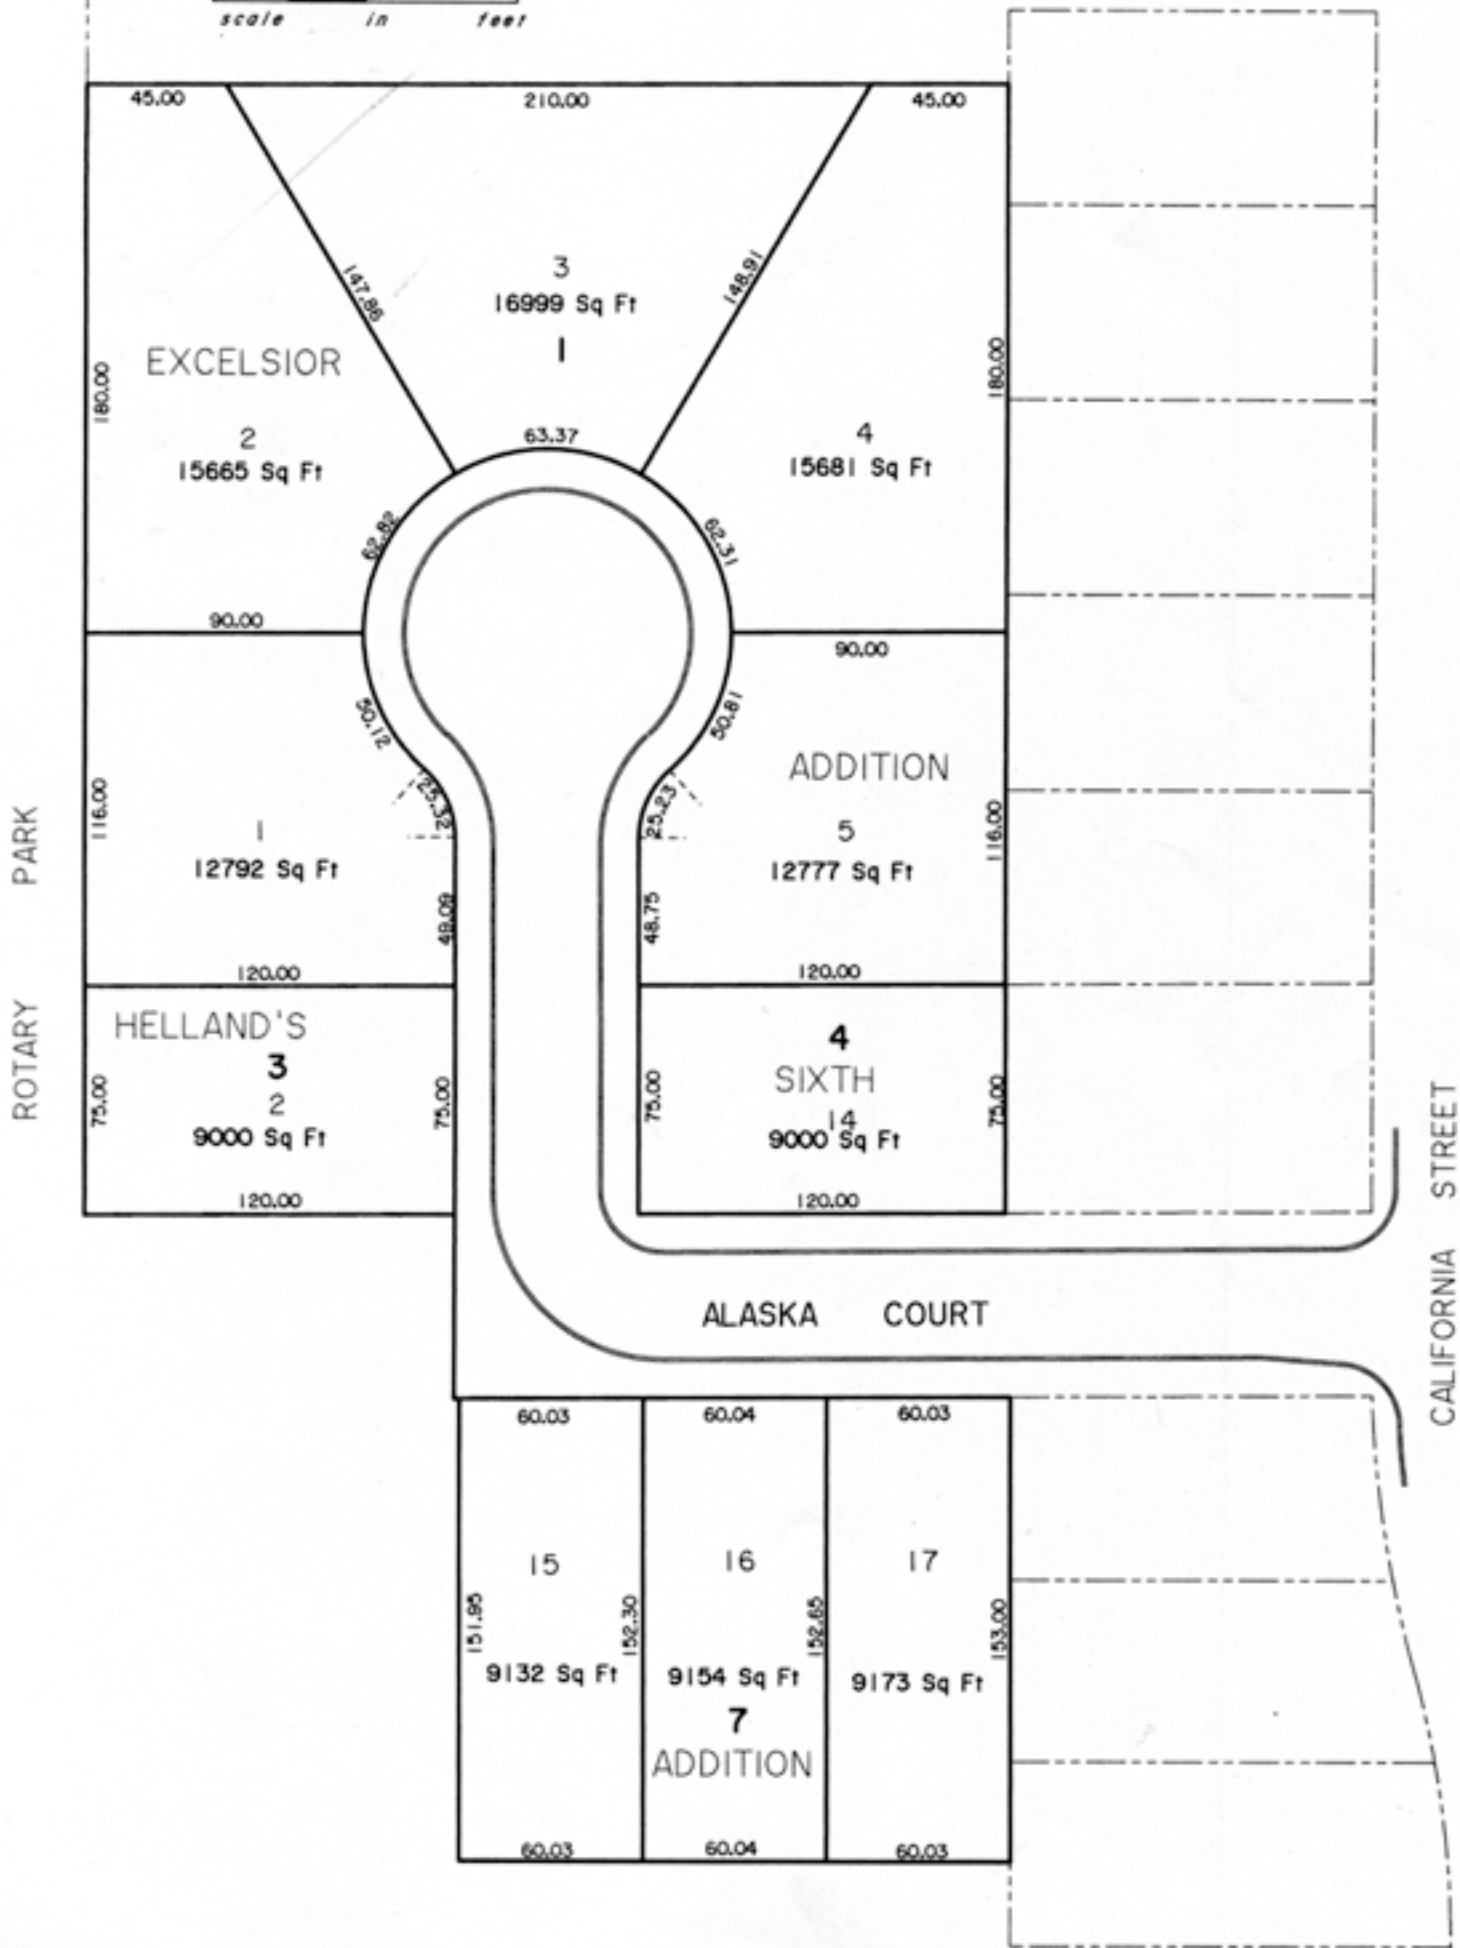 scale in feet
45.00 210.00 45.00
147.86
148.91
3
16999 Sq Ft
1
EXCELSIOR
180.00
180.00
2
15665 Sq Ft
63.37
4
15681 Sq Ft
62.82
62.31
90.00
90.00
50.12
50.81
ADDITION
25.32
25.23
116.00
116.00
1
12792 Sq Ft
5
12777 Sq Ft
49.09
48.75
120.00
120.00
ROTARY PARK
HELLAND'S
3
2
9000 Sq Ft
75.00
75.00
120.00
4
SIXTH
14
9000 Sq Ft
75.00
75.00
120.00
ALASKA COURT
CALIFORNIA STREET
60.03 60.04 60.03
15
16
17
151.95
152.30
152.65
153.00
9132 Sq Ft
9154 Sq Ft
9173 Sq Ft
7
ADDITION
60.03 60.04 60.03